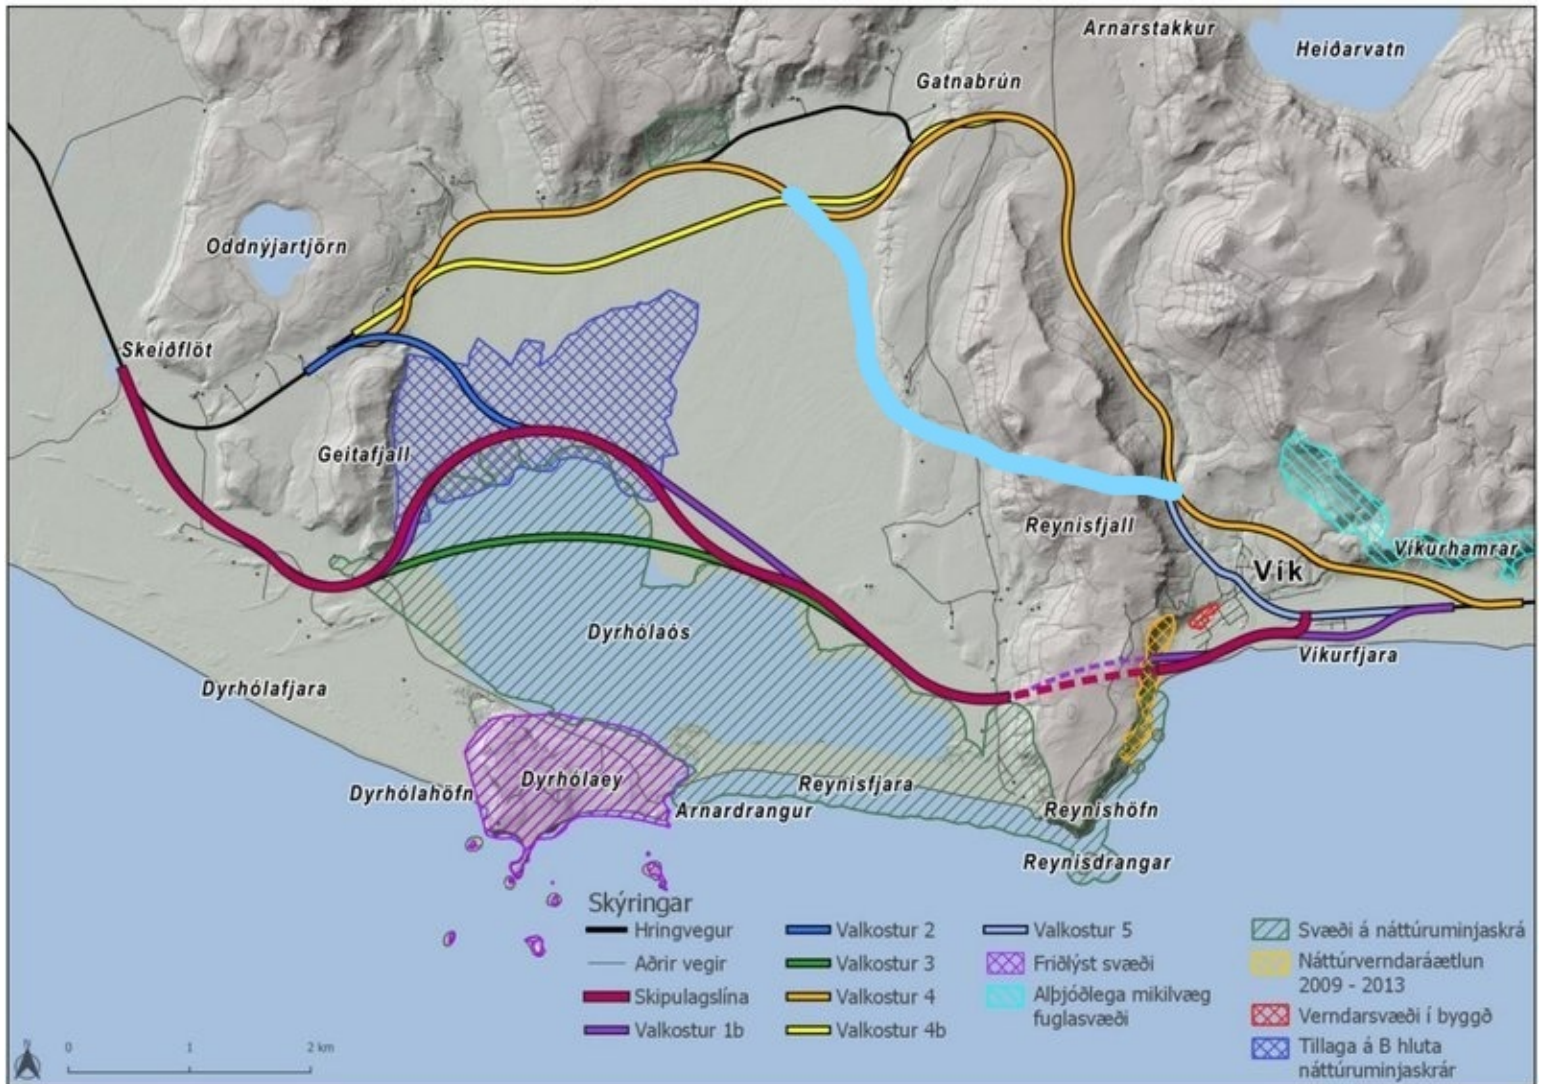 Arnarstakkur
Heiðarvatn
Gatnabrún
Oddnýjartjörn
Skeiðflöt
Geitafjall
Reynisfjall
Víkurhamrar
Vík
Dyrhólaós
Víkurfjara
Dyrhólafjara
Dyrhólaey
Reynisfjara
Dyrhólahöfn
Arnardrangur
Reynishöfn
Reynisdrangar
Skýringar
Hringvegur
Aðrir vegir
Skipulagslína
Valkostur 1b
Valkostur 2
Valkostur 3
Valkostur 4
Valkostur 4b
Valkostur 5
Friðlýst svæði
Alþjóðlega mikilvæg
fuglasvæði
Svæði á náttúruminjaskrá
Náttúrverndaráætlun
2009 - 2013
Verndarsvæði í byggð
Tillaga á B hluta
náttúruminjaskrár
N
0 1 2 km